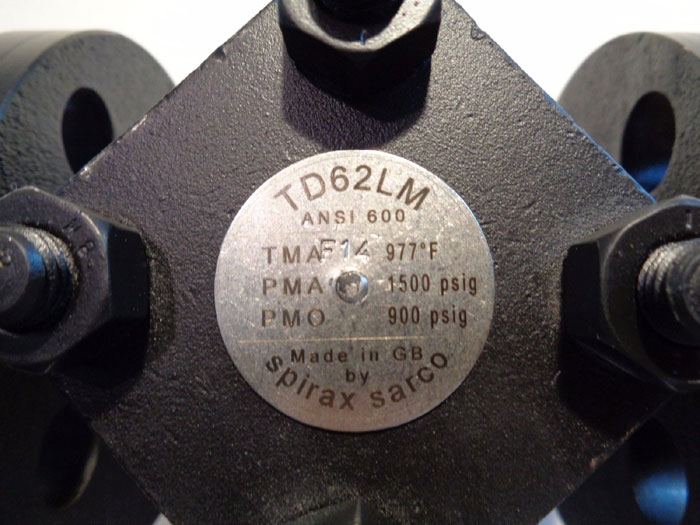 TD62LM
ANSI 600
TMA F14 977°F
PMA 1500 psig
PMO 900 psig
Made in GB
by
spirax sarco